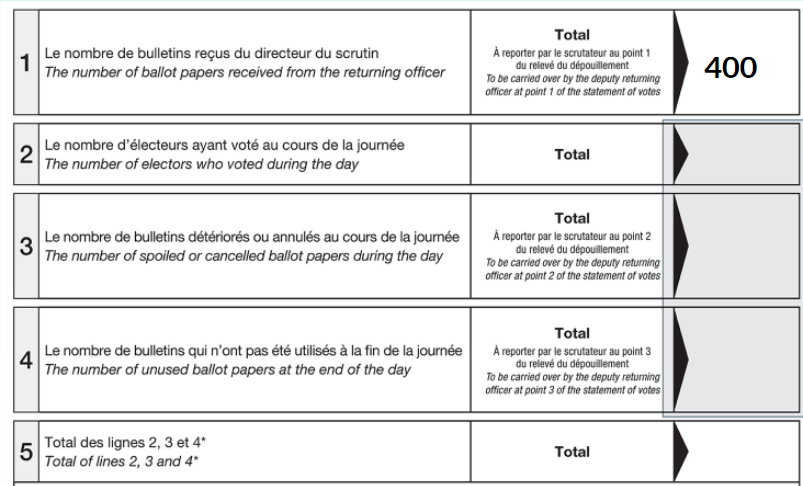 1
Le nombre de bulletins reçus du directeur du scrutin
The number of ballot papers received from the returning officer
Total
À reporter par le scrutateur au point 1
du relevé du dépouillement
To be carried over by the deputy returning
officer at point 1 of the statement of votes
400
2
Le nombre d'électeurs ayant voté au cours de la journée
The number of electors who voted during the day
Total
3
Le nombre de bulletins détériorés ou annulés au cours de la journée
The number of spoiled or cancelled ballot papers during the day
Total
À reporter par le scrutateur au point 2
du relevé du dépouillement
To be carried over by the deputy returning
officer at point 2 of the statement of votes
4
Le nombre de bulletins qui n'ont pas été utilisés à la fin de la journée
The number of unused ballot papers at the end of the day
Total
À reporter par le scrutateur au point 3
du relevé du dépouillement
To be carried over by the deputy returning
officer at point 3 of the statement of votes
5
Total des lignes 2, 3 et 4*
Total of lines 2, 3 and 4*
Total